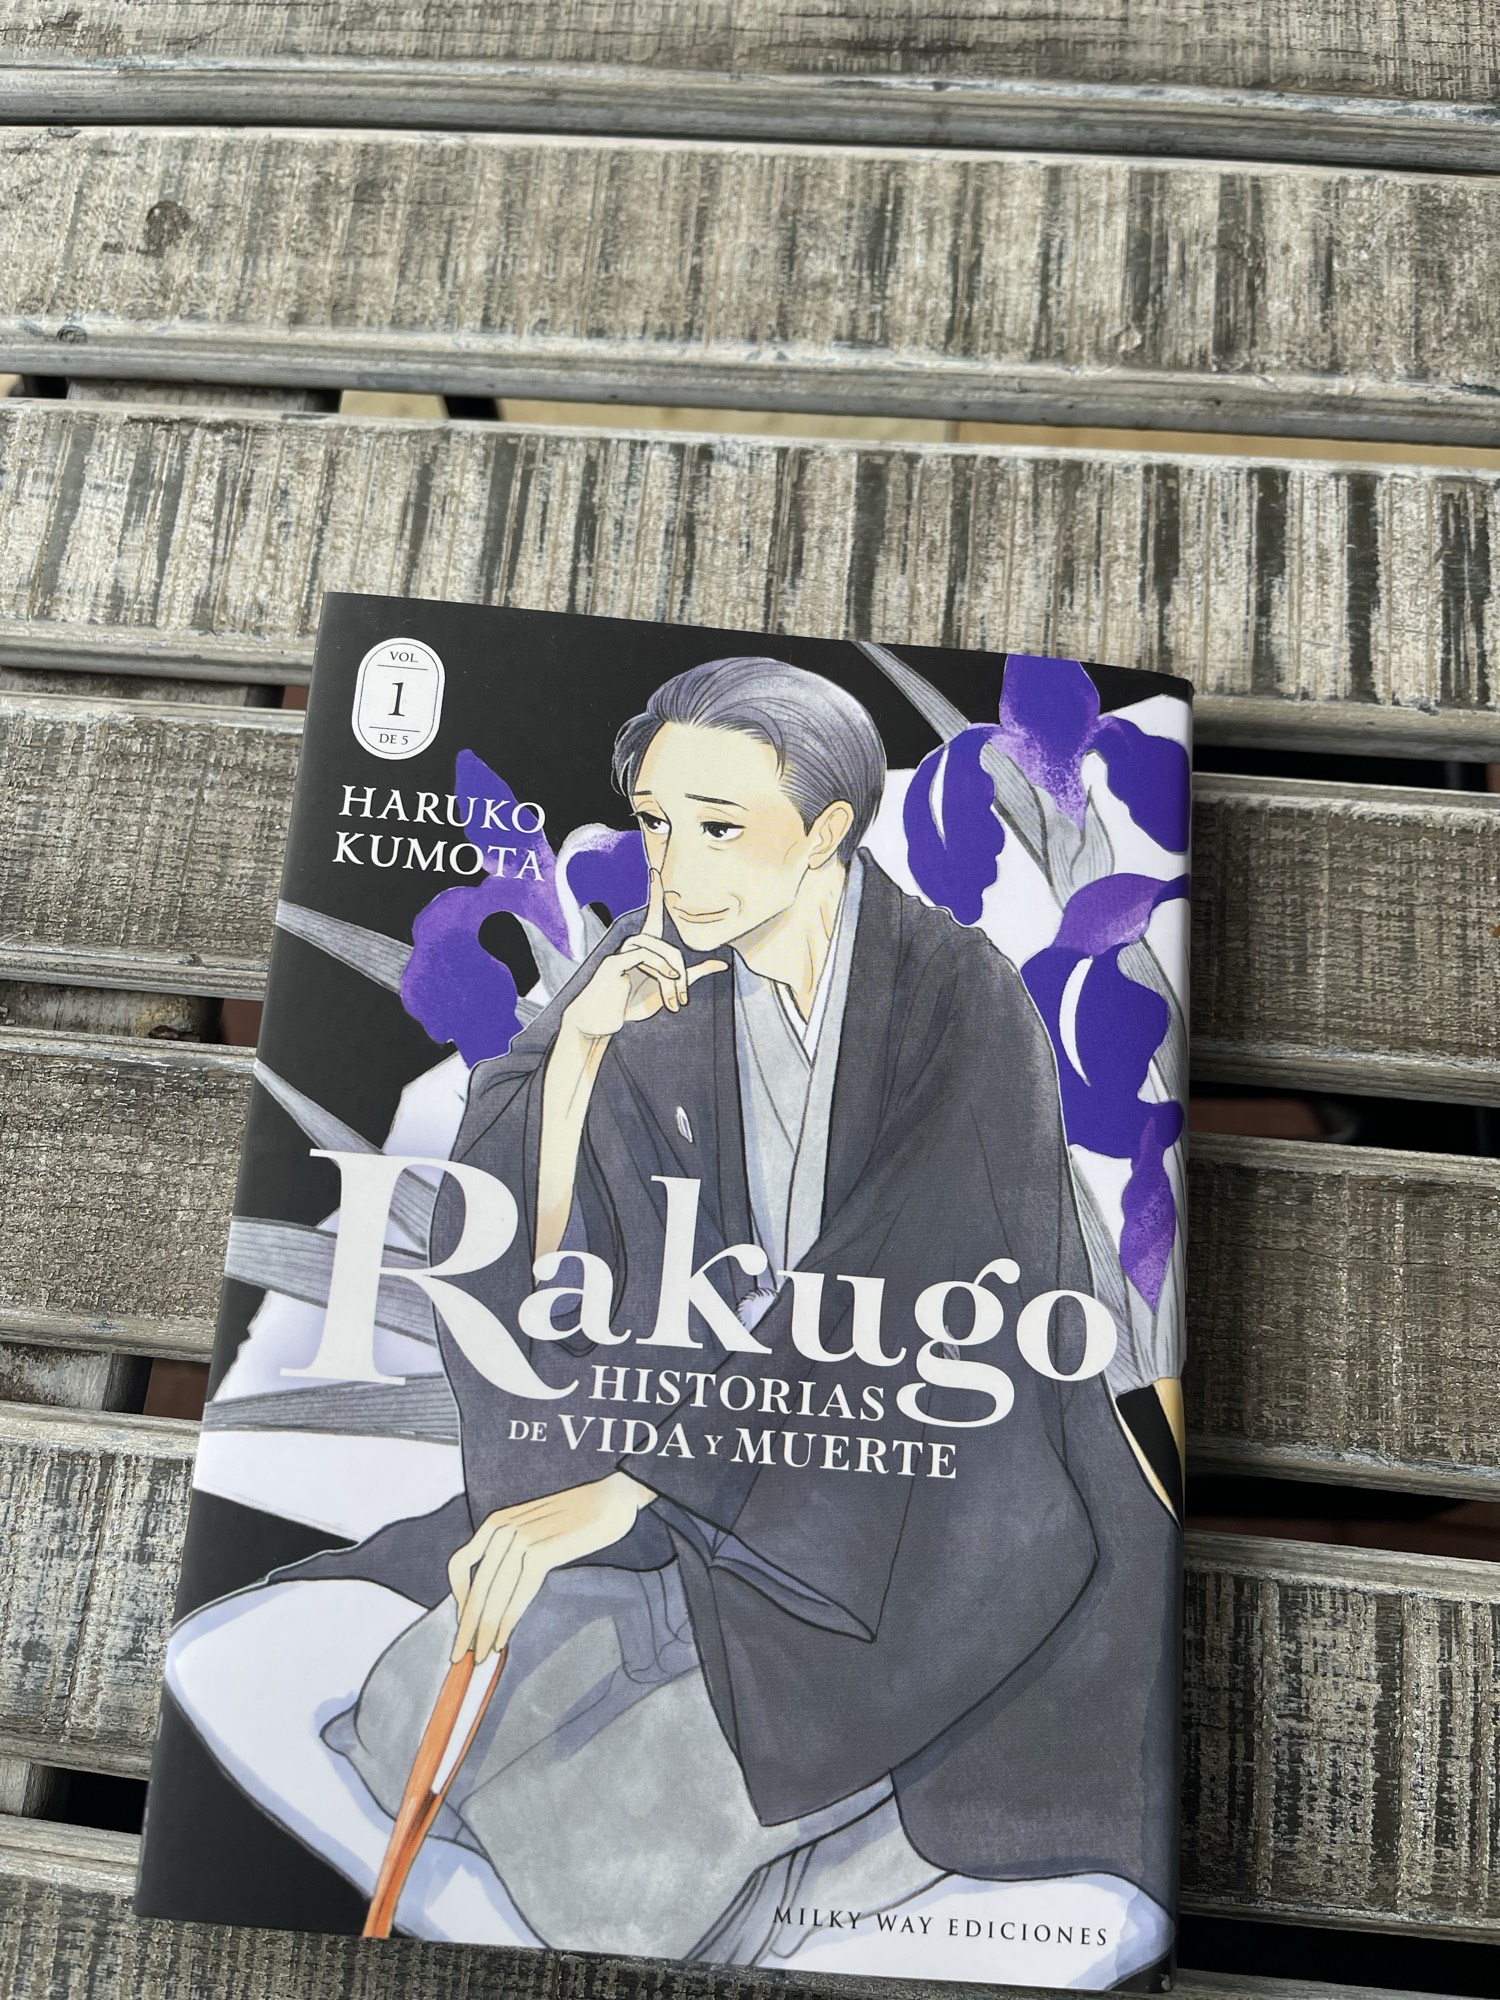 VOL.
1
DE 5
HARUKO
KUMOTA
Rakugo
HISTORIAS
DE VIDA Y MUERTE
MILKY WAY EDICIONES